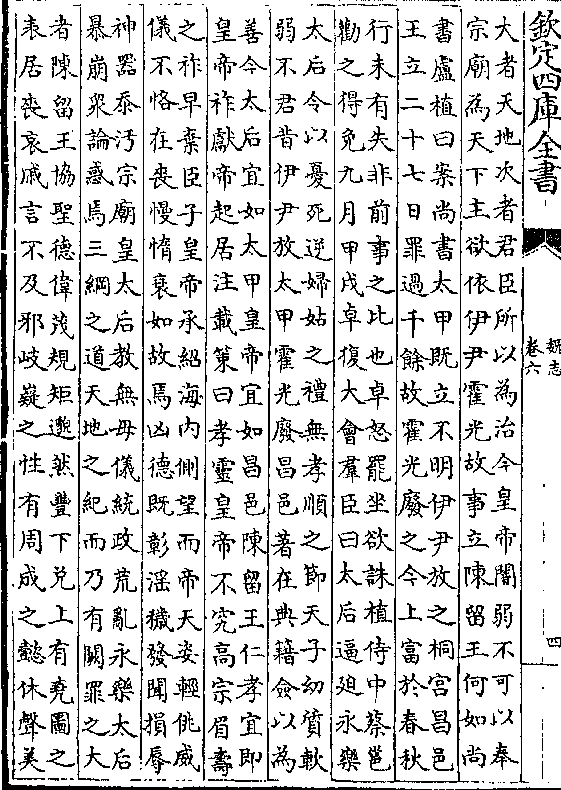 欽定四庫全書
魏志
卷六
四
大者天地次者君臣所以為治今皇帝闇弱不可以奉
宗廟為天下主欲依伊尹霍光故事立陳留王何如尚
書盧植曰案尚書太甲既立不明伊尹放之桐宮昌邑
王立二十七日罪過千餘故霍光廢之今上富於春秋
行未有失非前事之比也卓怒罷坐欲誅植侍中蔡邕
勸之得免九月甲戌卓復大會羣臣曰太后逼迫永樂
太后令以憂死逆婦姑之禮無孝順之節天子幼質軟
弱不君昔伊尹放太甲霍光廢昌邑著在典籍僉以為
善今太后宜如太甲皇帝宜如昌邑陳留王仁孝宜即
皇帝祚獻帝起居注載策曰孝靈皇帝不究高宗眉壽
之祚早棄臣子皇帝承紹海內側望而帝天姿輕佻威
儀不恪在喪慢惰衰如故焉凶德既彰淫穢發聞損辱
神器忝汚宗廟皇太后教無母儀統政荒亂永樂太后
暴崩衆論惑焉三綱之道天地之紀而乃有闕罪之大
者陳留王協聖德偉茂規矩邈然豐下兌上有堯圖之
表居喪哀戚言不及邪岐嶷之性有周成之懿休聲美